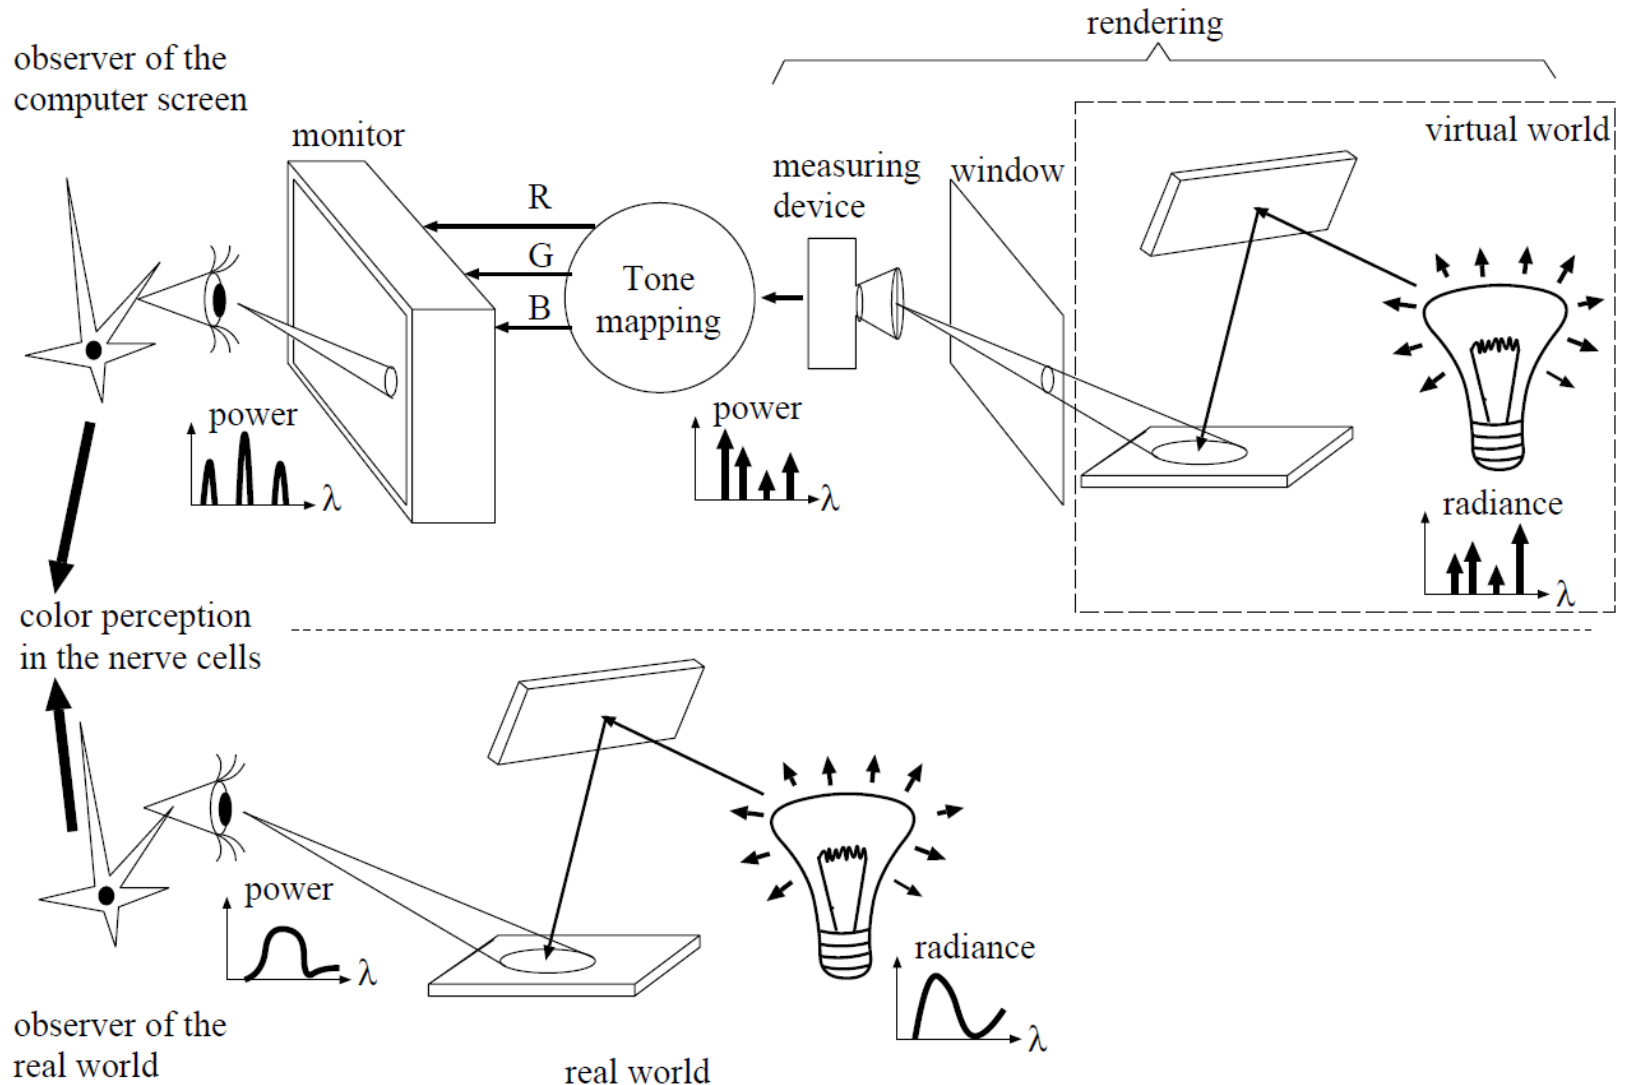 rendering
observer of the
computer screen
monitor
measuring
device
window
virtual world
R
G
B
Tone
mapping
power
λ
power
λ
radiance
λ
color perception
in the nerve cells
power
λ
radiance
λ
observer of the
real world
real world